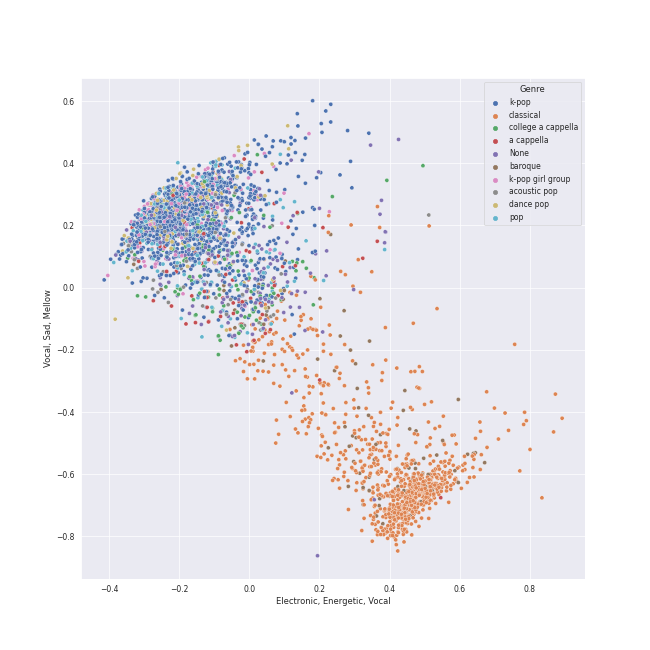 Genre
k-pop
classical
college a cappella
a cappella
None
baroque
k-pop girl group
acoustic pop
dance pop
pop
0.6
0.4
0.2
0.0
−0.2
−0.4
−0.6
−0.8
Vocal, Sad, Mellow
−0.4 −0.2 0.0 0.2 0.4 0.6 0.8
Electronic, Energetic, Vocal